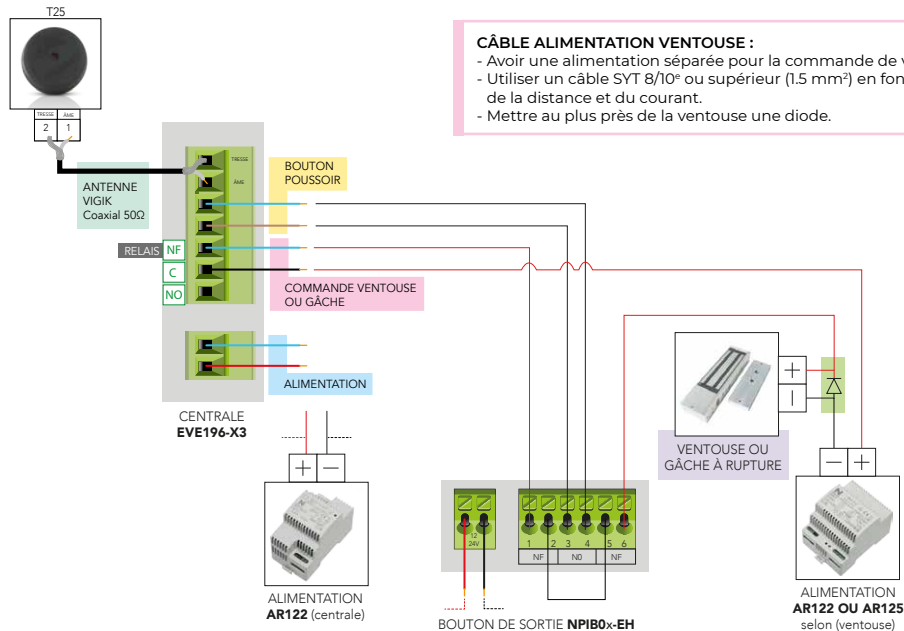 T25
CÂBLE ALIMENTATION VENTOUSE :
- Avoir une alimentation séparée pour la commande de v
- Utiliser un câble SYT 8/10e ou supérieur (1.5 mm²) en fon
de la distance et du courant.
- Mettre au plus près de la ventouse une diode.
TRESSE ÂME
2 1
TRESSE
ÂME
BOUTON
POUSSOIR
ANTENNE
VIGIK
Coaxial 50Ω
RELAIS NF
C
NO
COMMANDE VENTOUSE
OU GÂCHE
ALIMENTATION
CENTRALE
EVE196-X3
+ −
ALIMENTATION
AR122 (centrale)
+
−
VENTOUSE OU
GÂCHE À RUPTURE
− +
ALIMENTATION
AR122 OU AR125
selon (ventouse)
12
24V
1 2 3 4 5 6
NF N0 NF
BOUTON DE SORTIE NPIB0x-EH